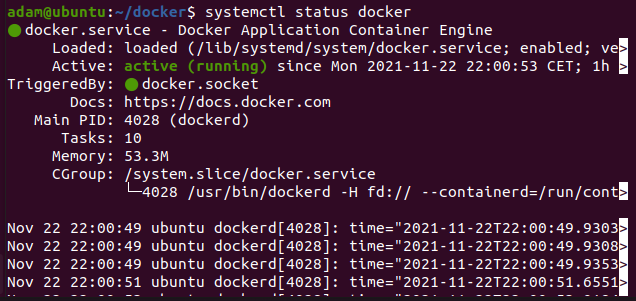 adam@ubuntu:~/docker$ systemctl status docker
● docker.service - Docker Application Container Engine
Loaded: loaded (/lib/systemd/system/docker.service; enabled; ve>
Active: active (running) since Mon 2021-11-22 22:00:53 CET; 1h >
TriggeredBy: ● docker.socket
Docs: https://docs.docker.com
Main PID: 4028 (dockerd)
Tasks: 10
Memory: 53.3M
CGroup: /system.slice/docker.service
└─4028 /usr/bin/dockerd -H fd:// --containerd=/run/cont>
Nov 22 22:00:49 ubuntu dockerd[4028]: time="2021-11-22T22:00:49.9303>
Nov 22 22:00:49 ubuntu dockerd[4028]: time="2021-11-22T22:00:49.9308>
Nov 22 22:00:49 ubuntu dockerd[4028]: time="2021-11-22T22:00:49.9353>
Nov 22 22:00:51 ubuntu dockerd[4028]: time="2021-11-22T22:00:51.6551>